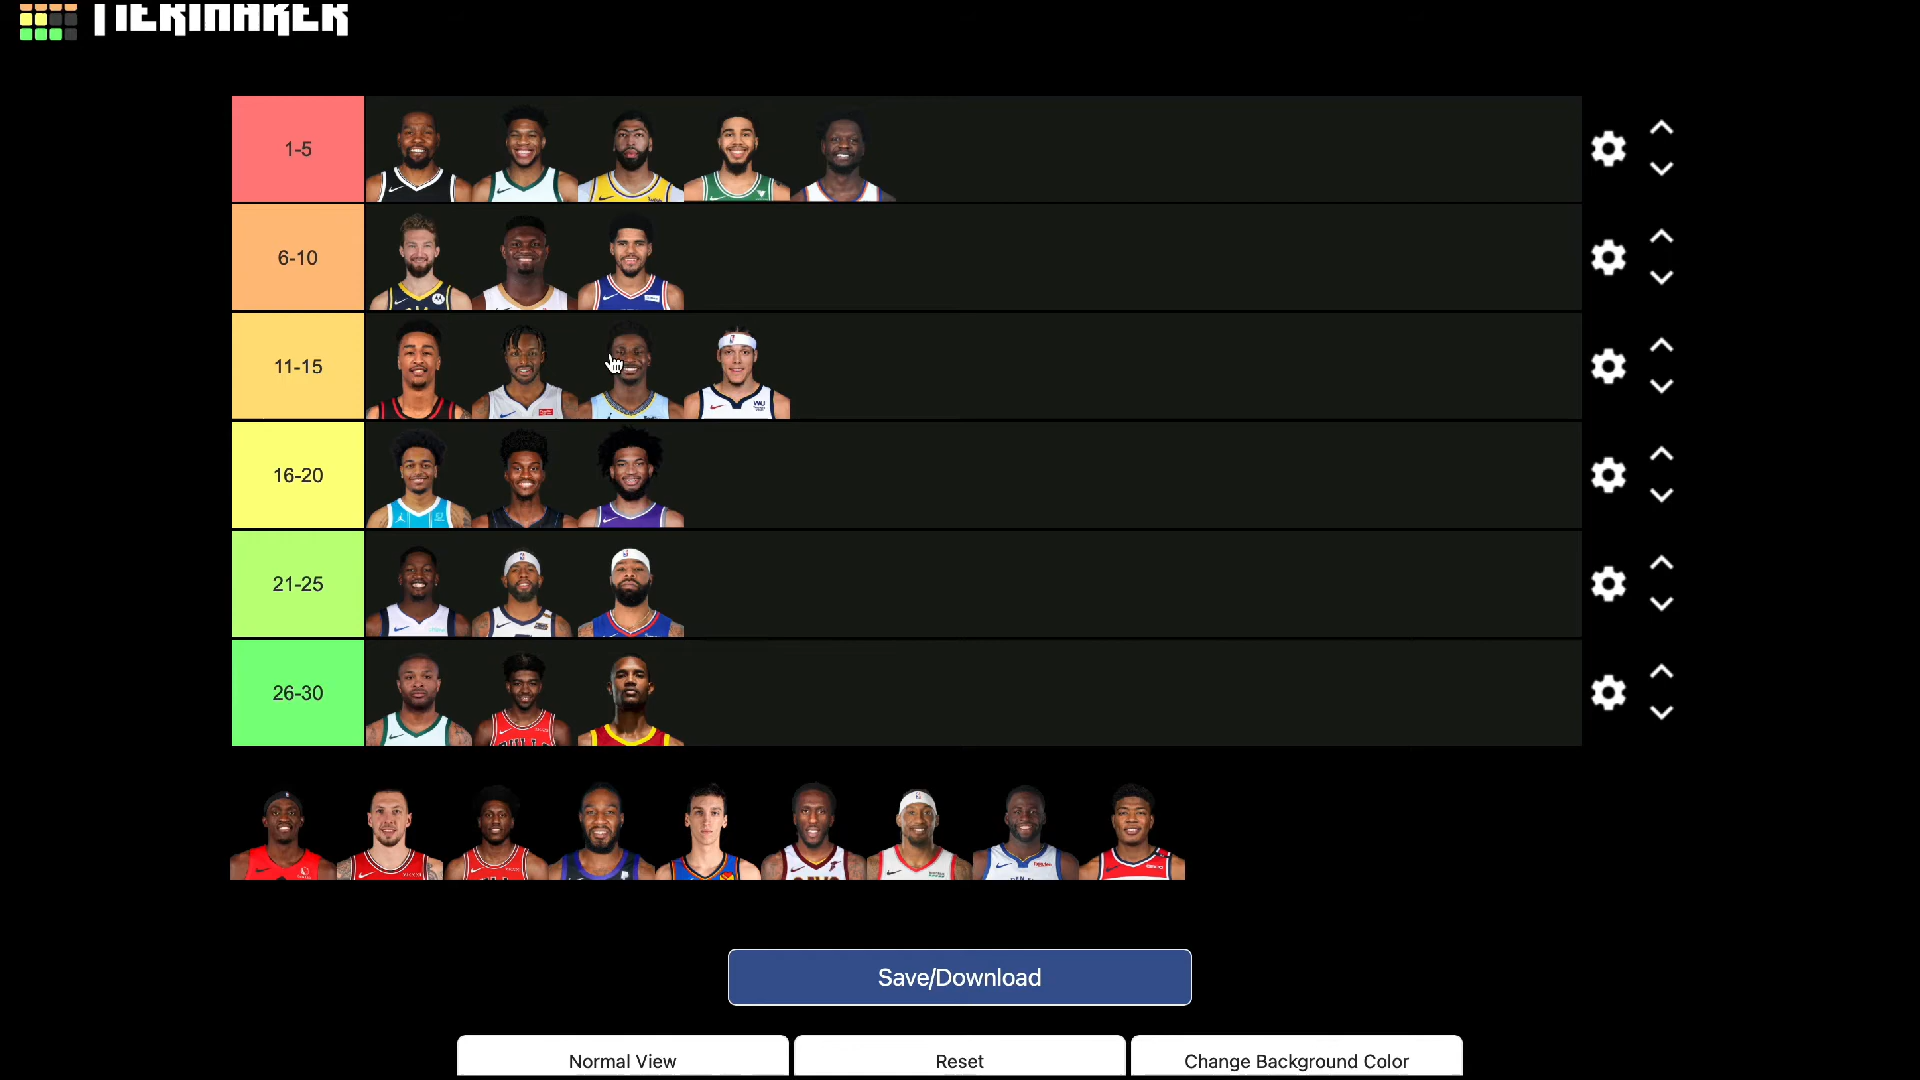 TIERMAKER
1-5
6-10
11-15
16-20
21-25
26-30
Save/Download
Normal View
Reset
Change Background Color